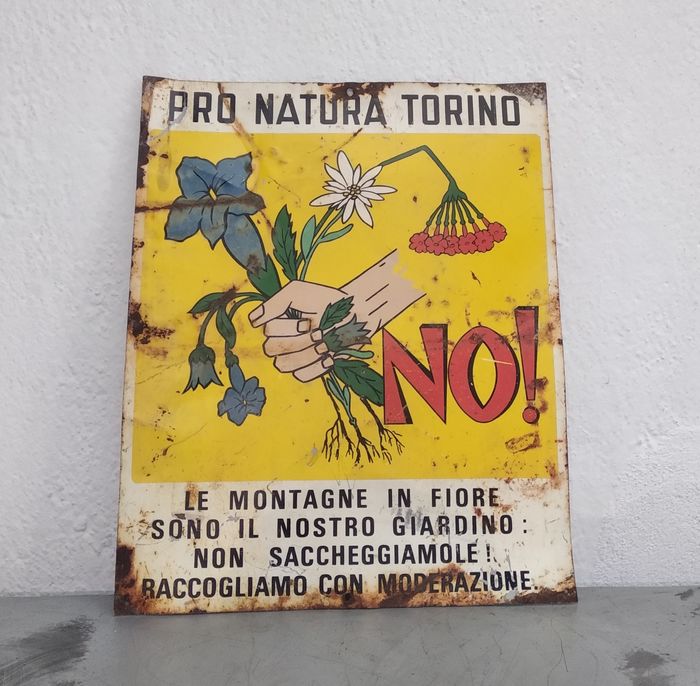 PRO NATURA TORINO
NO!
LE MONTAGNE IN FIORE
SONO IL NOSTRO GIARDINO:
NON SACCHEGGIAMOLE!
RACCOGLIAMO CON MODERAZIONE